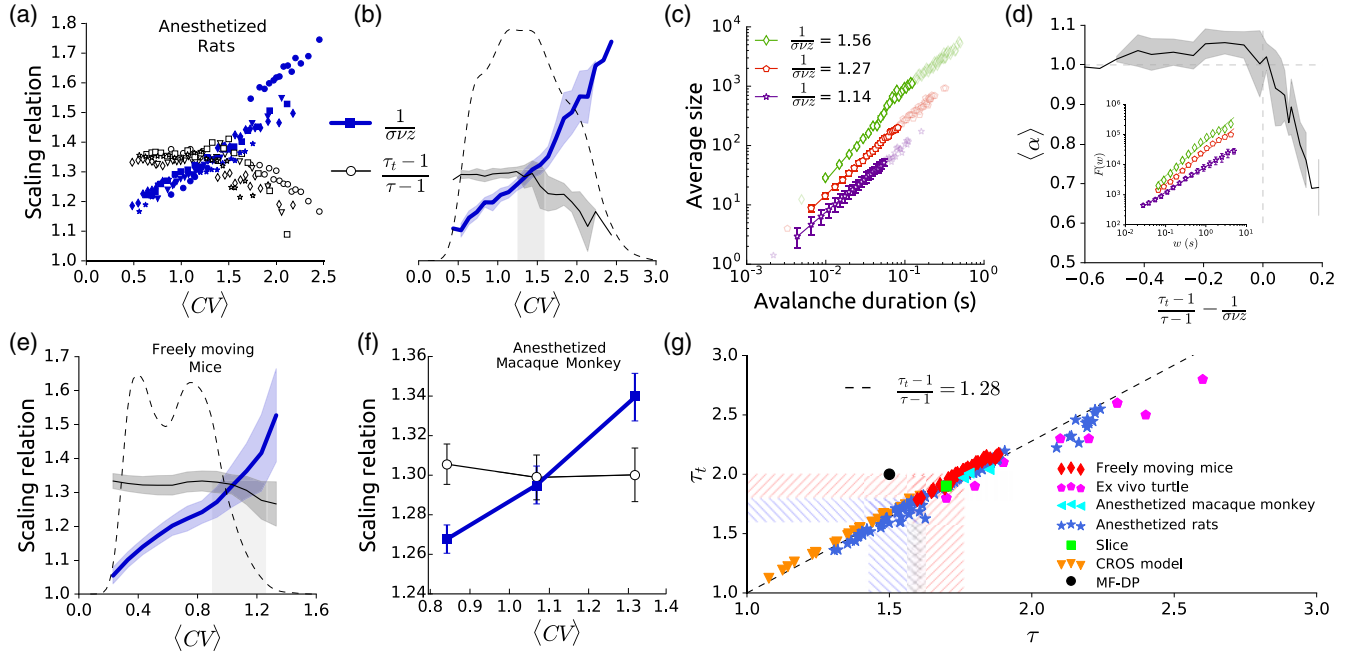 (a)
Anesthetized
Rats
Scaling relation
1.8
1.7
1.6
1.5
1.4
1.3
1.2
1.1
1.0
0.0 0.5 1.0 1.5 2.0 2.5
⟨CV⟩
1/σνz
τt − 1/τ − 1
(b)
0.0 0.5 1.0 1.5 2.0 2.5 3.0
⟨CV⟩
(c)
1/σνz = 1.56
1/σνz = 1.27
1/σνz = 1.14
Average size
10^4
10^3
10^2
10^1
10^0
10^-3 10^-2 10^-1 10^0
Avalanche duration (s)
(d)
⟨α⟩
1.1
1.0
0.9
0.8
0.7
0.6
0.5
F(w)
10^6
10^5
10^4
10^3
10^2
10^-2 10^-1 10^0 10^1
w (s)
−0.6 −0.4 −0.2 0.0 0.2
τt − 1/τ − 1 − 1/σνz
(e)
Freely moving
Mice
Scaling relation
1.7
1.6
1.5
1.4
1.3
1.2
1.1
1.0
0.0 0.4 0.8 1.2 1.6
⟨CV⟩
(f)
Anesthetized
Macaque Monkey
Scaling relation
1.36
1.34
1.32
1.30
1.28
1.26
1.24
0.8 0.9 1.0 1.1 1.2 1.3 1.4
⟨CV⟩
(g)
τt − 1/τ − 1 = 1.28
τt
3.0
2.5
2.0
1.5
1.0
Freely moving mice
Ex vivo turtle
Anesthetized macaque monkey
Anesthetized rats
Slice
CROS model
MF-DP
1.0 1.5 2.0 2.5 3.0
τ